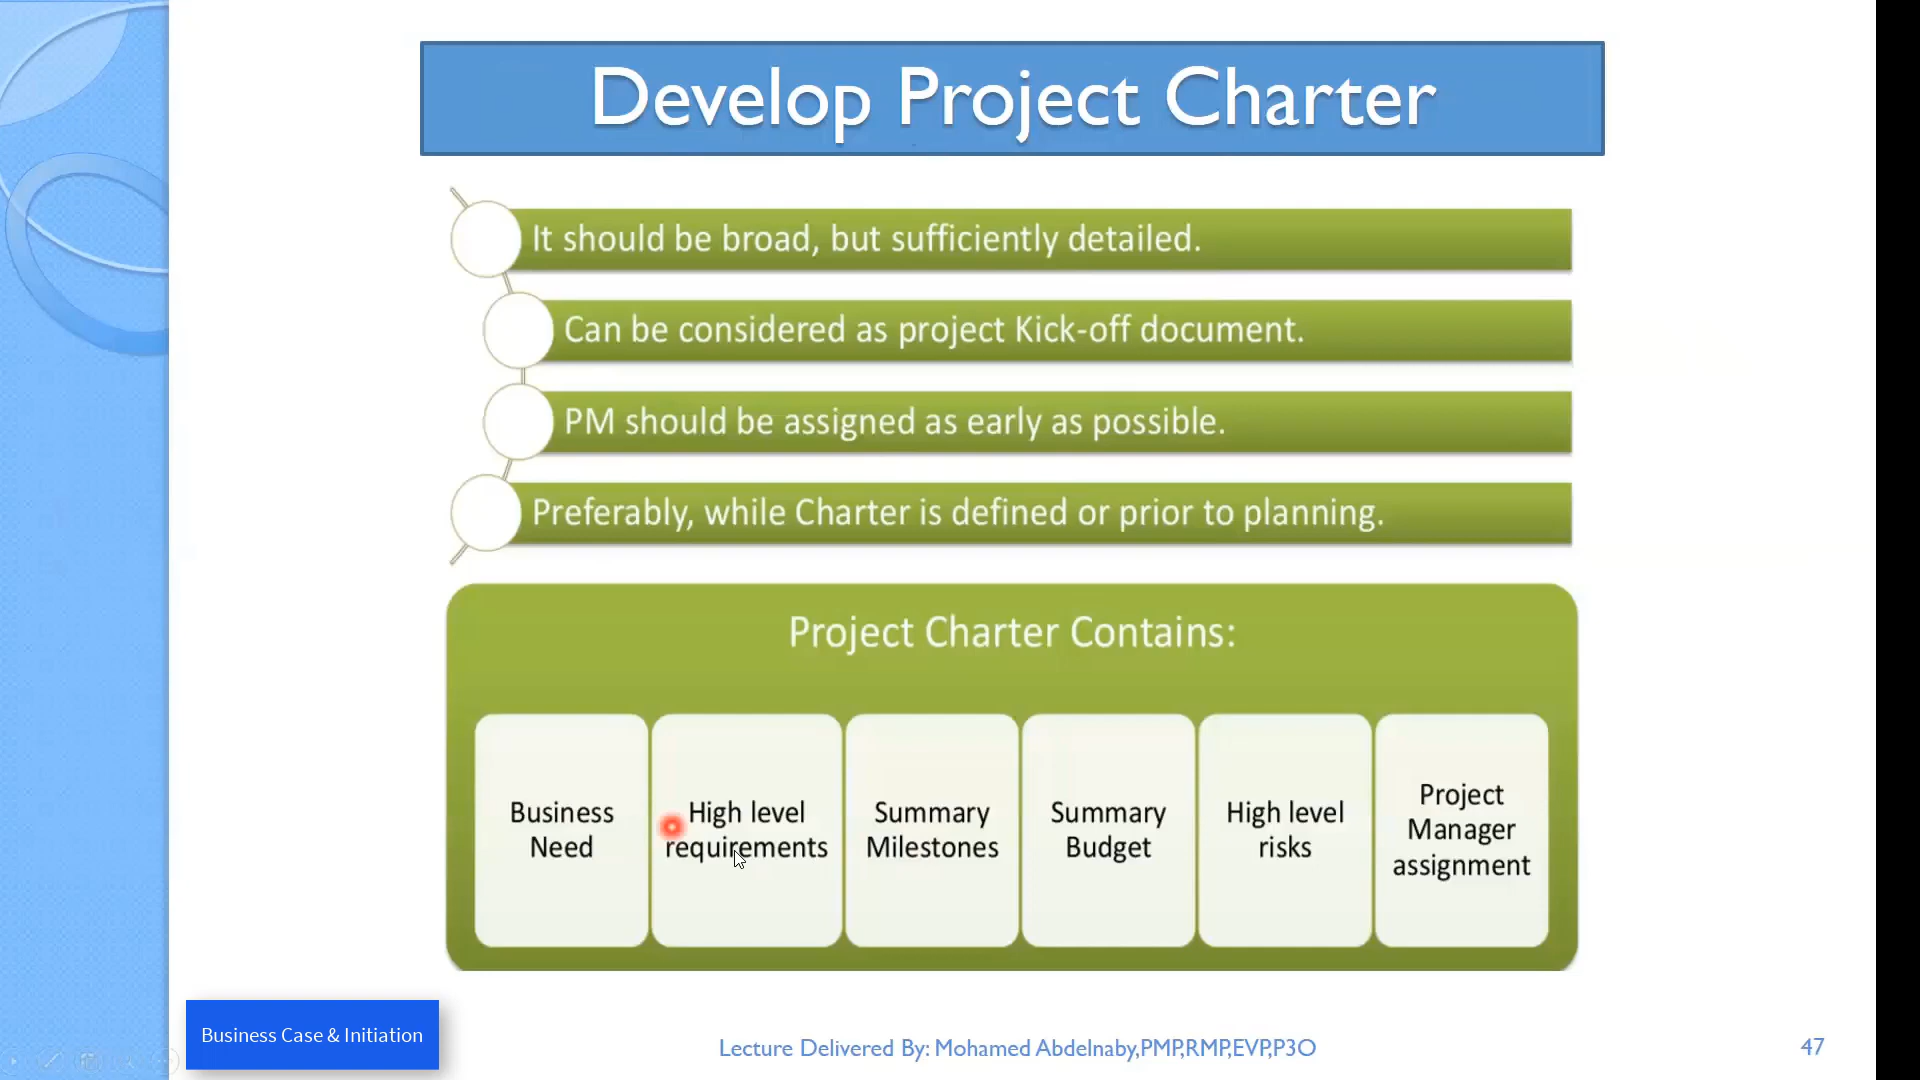 Develop Project Charter
It should be broad, but sufficiently detailed.
Can be considered as project Kick-off document.
PM should be assigned as early as possible.
Preferably, while Charter is defined or prior to planning.
Project Charter Contains:
Business
Need
High level
requirements
Summary
Milestones
Summary
Budget
High level
risks
Project
Manager
assignment
Business Case & Initiation
Lecture Delivered By: Mohamed Abdelnaby,PMP,RMP,EVP,P3O
47